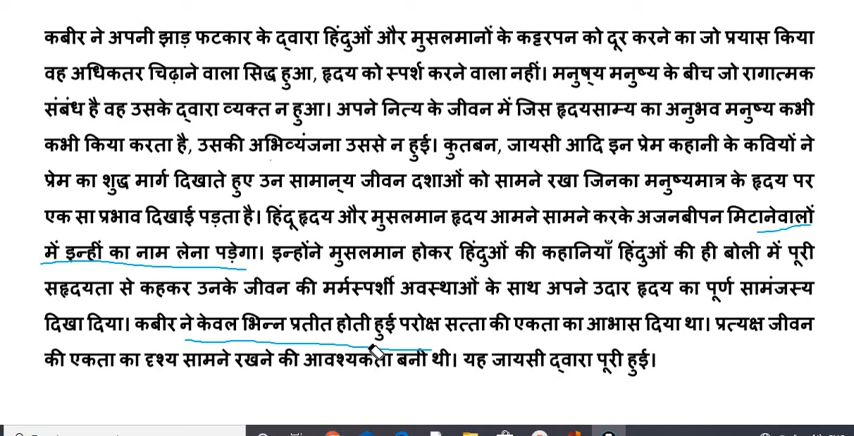 कबीर ने अपनी झाड़ फटकार के द्वारा हिंदुओं और मुसलमानों के कट्टरपन को दूर करने का जो प्रयास किया
वह अधिकतर चिढ़ाने वाला सिद्ध हुआ, हृदय को स्पर्श करने वाला नहीं। मनुष्य मनुष्य के बीच जो रागात्मक
संबंध है वह उसके द्वारा व्यक्त न हुआ। अपने नित्य के जीवन में जिस हृदयसाम्य का अनुभव मनुष्य कभी
कभी किया करता है, उसकी अभिव्यंजना उससे न हुई। कुतबन, जायसी आदि इन प्रेम कहानी के कवियों ने
प्रेम का शुद्ध मार्ग दिखाते हुए उन सामान्य जीवन दशाओं को सामने रखा जिनका मनुष्यमात्र के हृदय पर
एक सा प्रभाव दिखाई पड़ता है। हिंदू हृदय और मुसलमान हृदय आमने सामने करके अजनबीपन मिटानेवालों
में इन्हीं का नाम लेना पड़ेगा। इन्होंने मुसलमान होकर हिंदुओं की कहानियाँ हिंदुओं की ही बोली में पूरी
सहृदयता से कहकर उनके जीवन की मर्मस्पर्शी अवस्थाओं के साथ अपने उदार हृदय का पूर्ण सामंजस्य
दिखा दिया। कबीर ने केवल भिन्न प्रतीत होती हुई परोक्ष सत्ता की एकता का आभास दिया था। प्रत्यक्ष जीवन
की एकता का दृश्य सामने रखने की आवश्यकता बनी थी। यह जायसी द्वारा पूरी हुई।